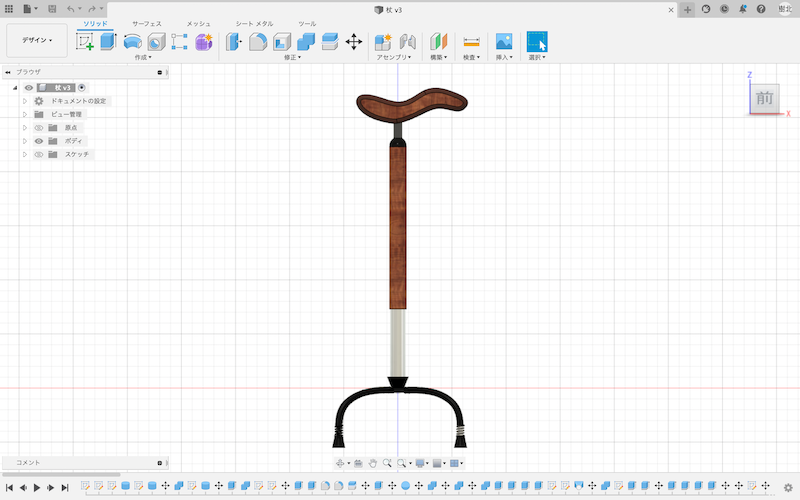 杖 v3
樹北
ソリッド サーフェス メッシュ シート メタル ツール
デザイン
作成 修正 アセンブリ 構築 検査 挿入 選択
ブラウザ
杖 v3
ドキュメントの設定
ビュー管理
原点
ボディ
スケッチ
Z
前
X
コメント